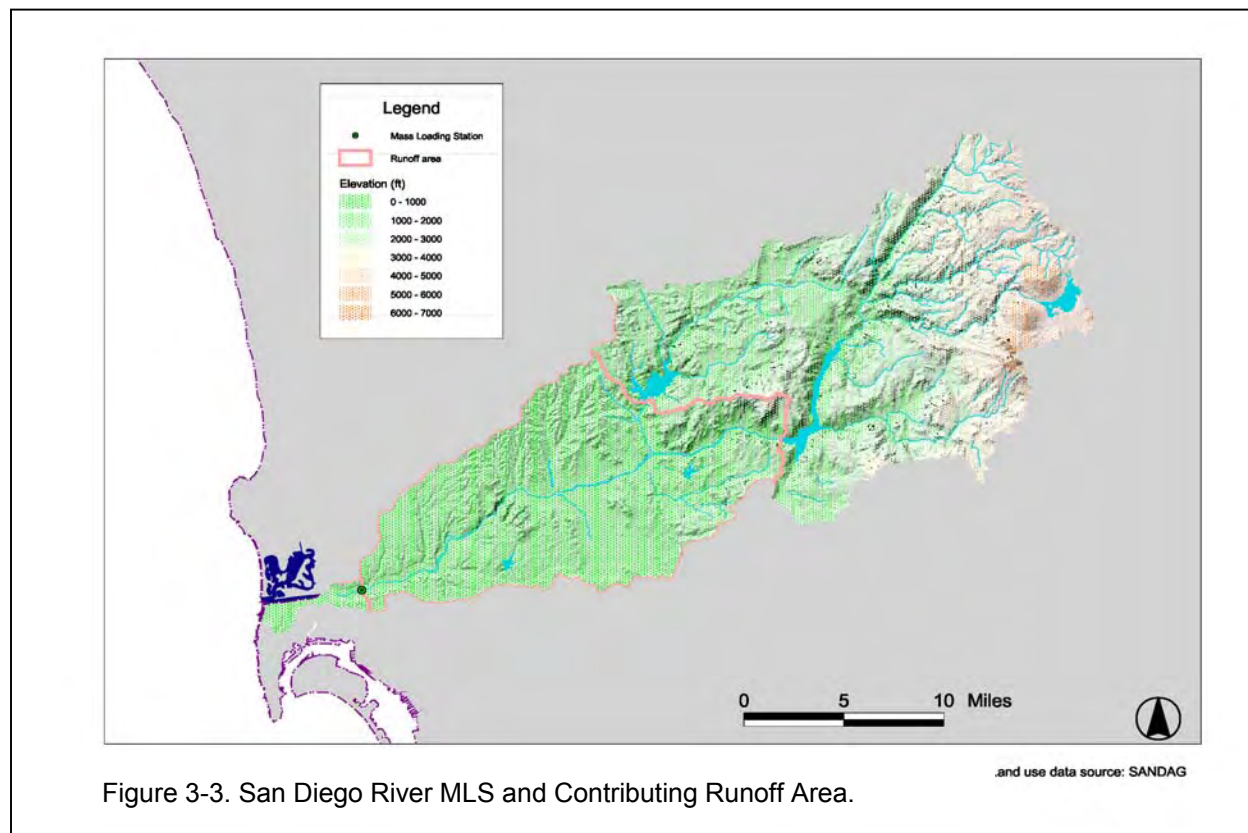 Legend
Mass Loading Station
Runoff area
Elevation (ft)
0 - 1000
1000 - 2000
2000 - 3000
3000 - 4000
4000 - 5000
5000 - 6000
6000 - 7000
0 5 10 Miles
.and use data source: SANDAG
Figure 3-3. San Diego River MLS and Contributing Runoff Area.